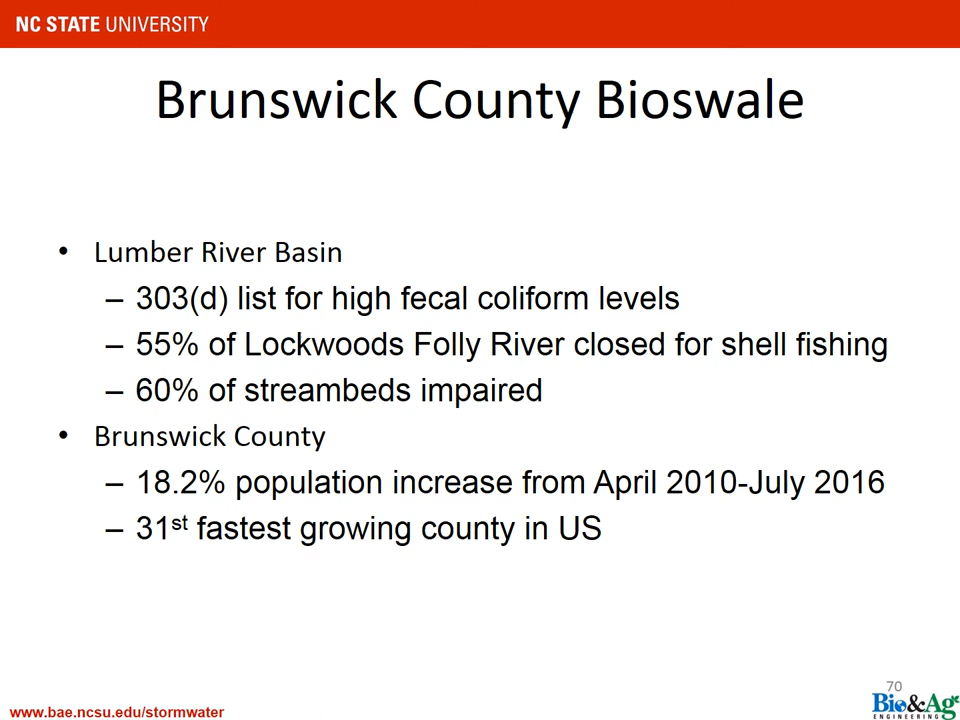 NC STATE UNIVERSITY
Brunswick County Bioswale
• Lumber River Basin
– 303(d) list for high fecal coliform levels
– 55% of Lockwoods Folly River closed for shell fishing
– 60% of streambeds impaired
• Brunswick County
– 18.2% population increase from April 2010-July 2016
– 31st fastest growing county in US
70
www.bae.ncsu.edu/stormwater
Bio&Ag
ENGINEERING